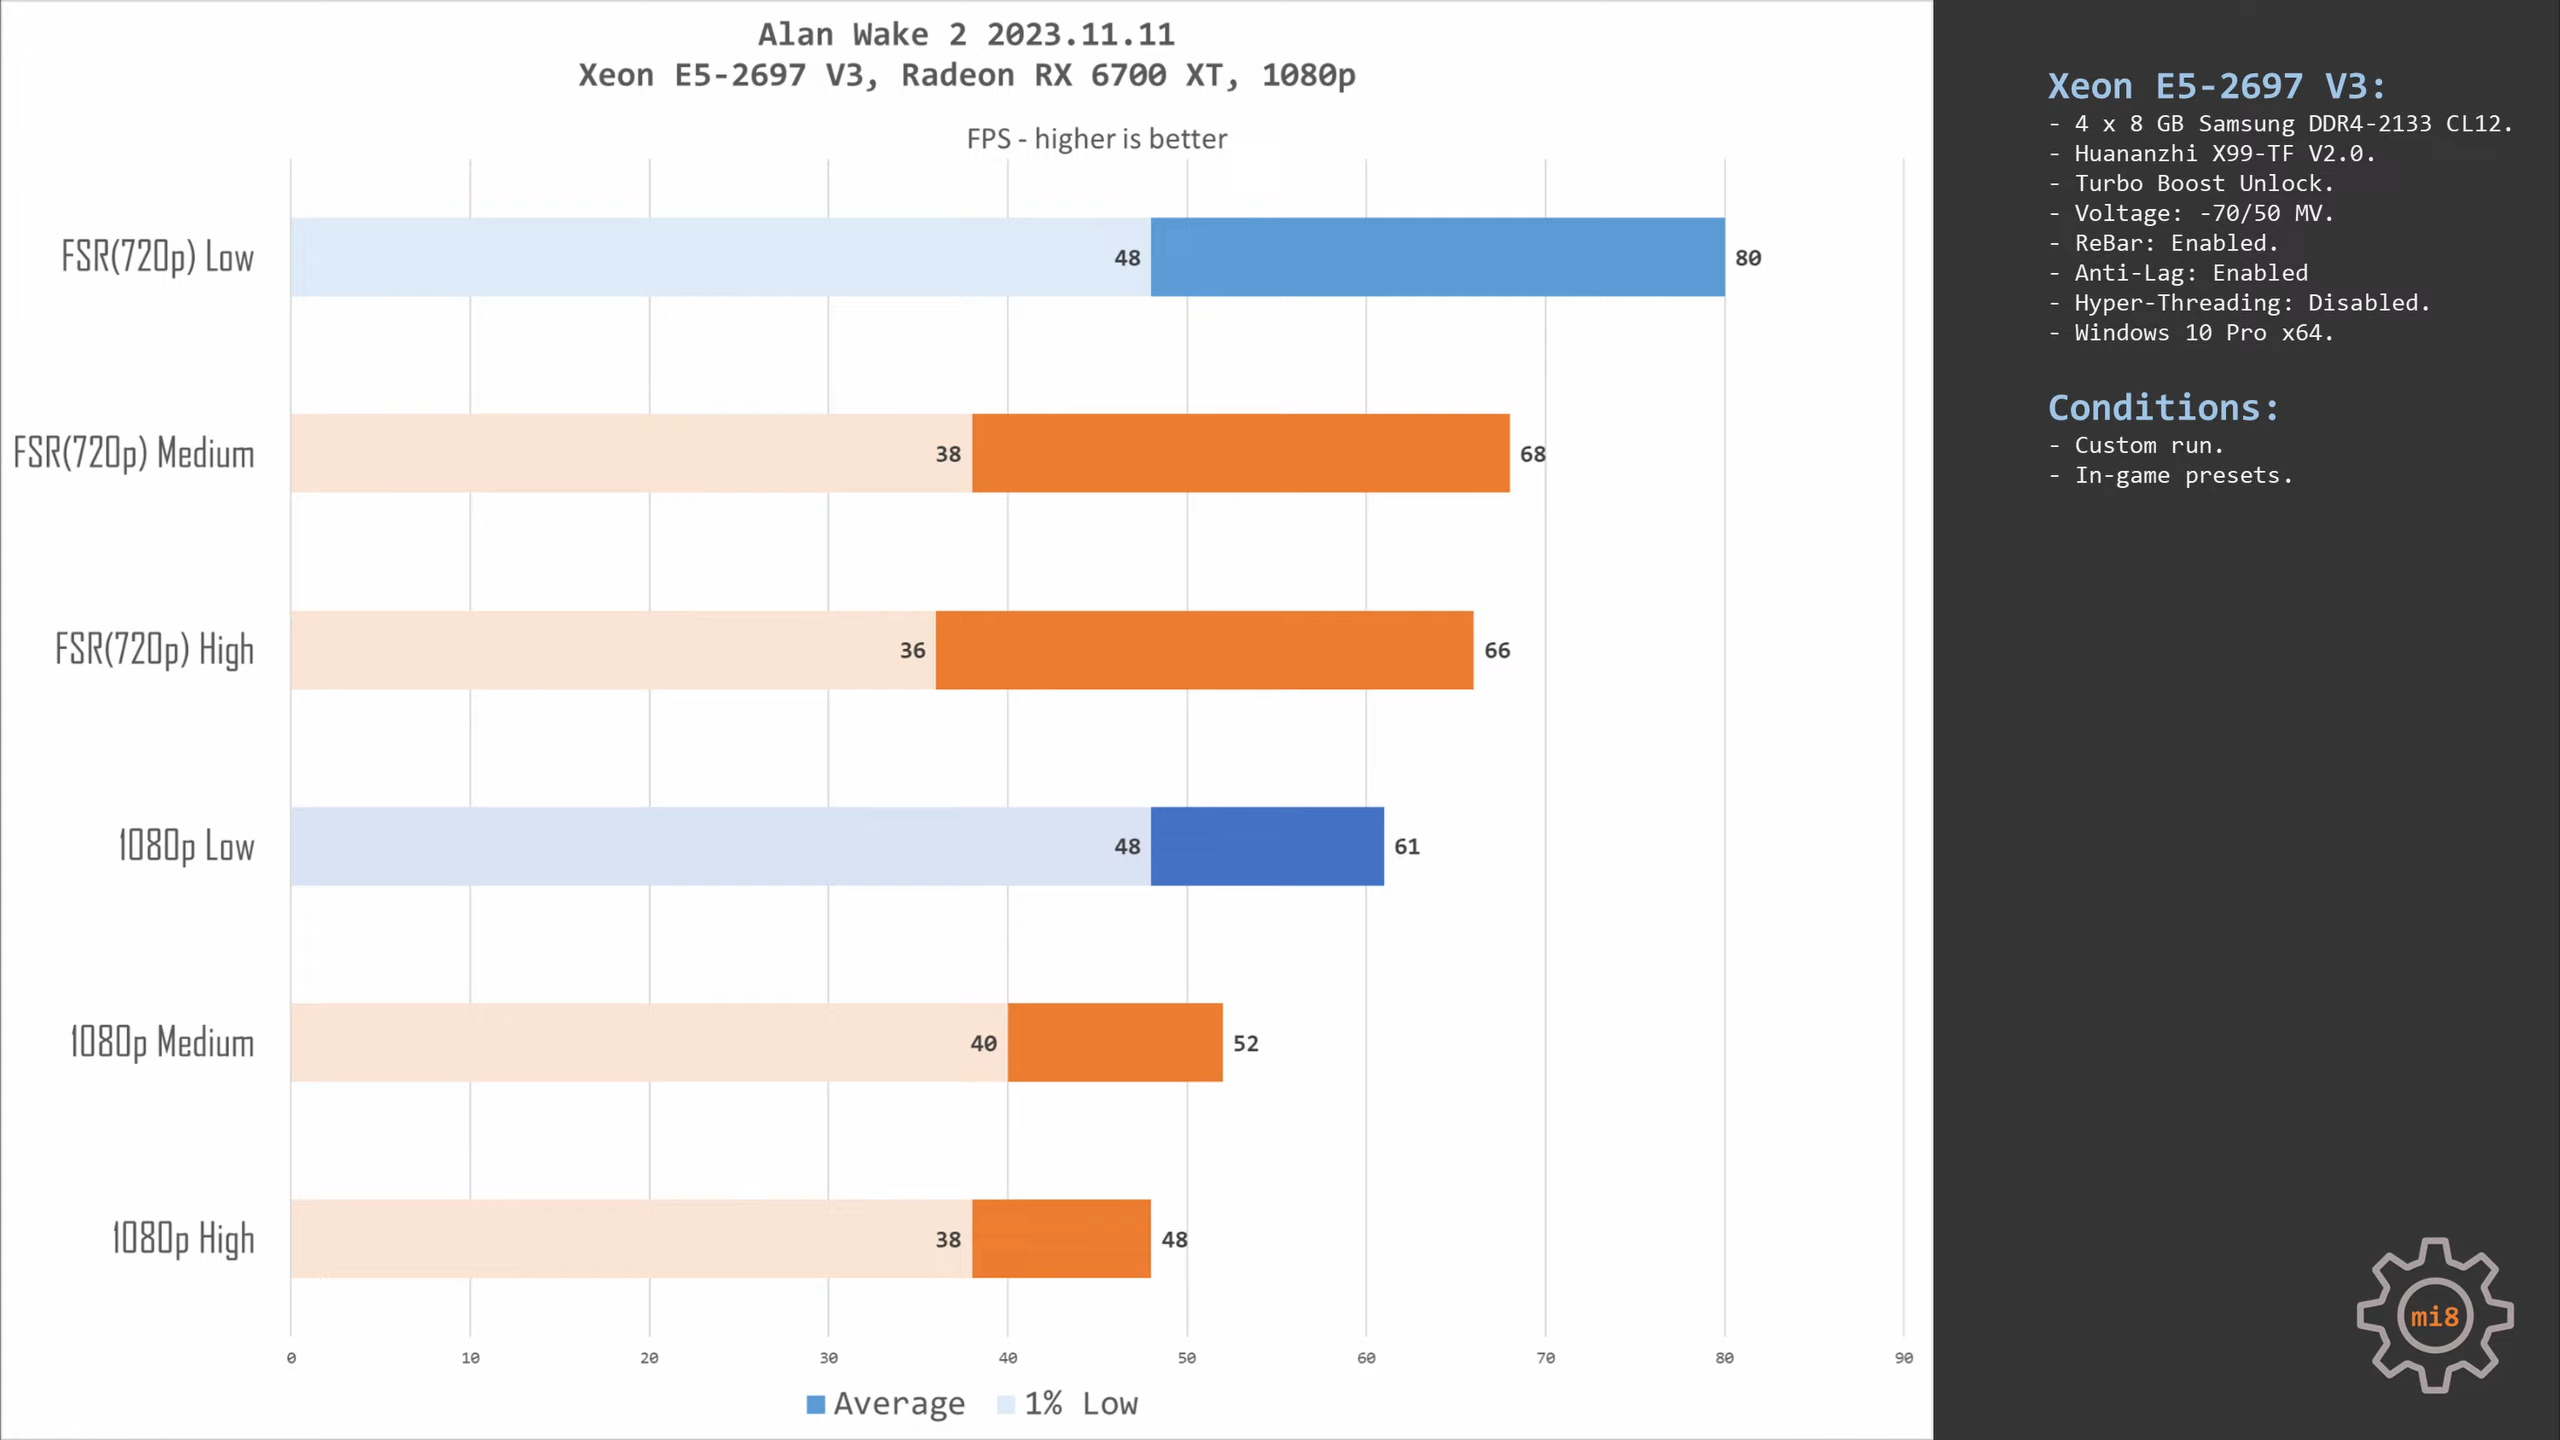 Alan Wake 2 2023.11.11
Xeon E5-2697 V3, Radeon RX 6700 XT, 1080p
FPS - higher is better
FSR(720p) Low 48 80
FSR(720p) Medium 38 68
FSR(720p) High 36 66
1080p Low 48 61
1080p Medium 40 52
1080p High 38 48
0 10 20 30 40 50 60 70 80 90
Average 1% Low
Xeon E5-2697 V3:
- 4 x 8 GB Samsung DDR4-2133 CL12.
- Huananzhi X99-TF V2.0.
- Turbo Boost Unlock.
- Voltage: -70/50 MV.
- ReBar: Enabled.
- Anti-Lag: Enabled
- Hyper-Threading: Disabled.
- Windows 10 Pro x64.
Conditions:
- Custom run.
- In-game presets.
mi8